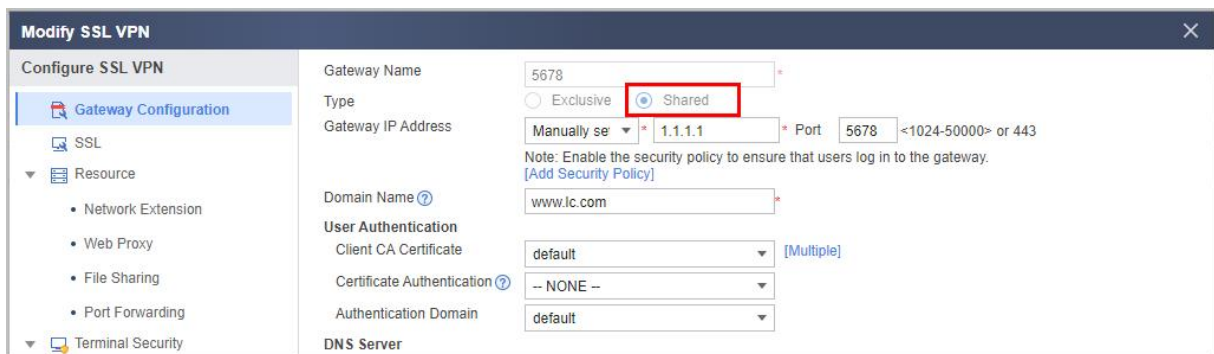 Modify SSL VPN
Configure SSL VPN
Gateway Configuration
SSL
Resource
• Network Extension
• Web Proxy
• File Sharing
• Port Forwarding
Terminal Security
Gateway Name 5678 *
Type Exclusive Shared
Gateway IP Address Manually se * 1.1.1.1 * Port 5678 <1024-50000> or 443
Note: Enable the security policy to ensure that users log in to the gateway.
[Add Security Policy]
Domain Name ? www.lc.com *
User Authentication
Client CA Certificate default [Multiple]
Certificate Authentication ? -- NONE --
Authentication Domain default
DNS Server